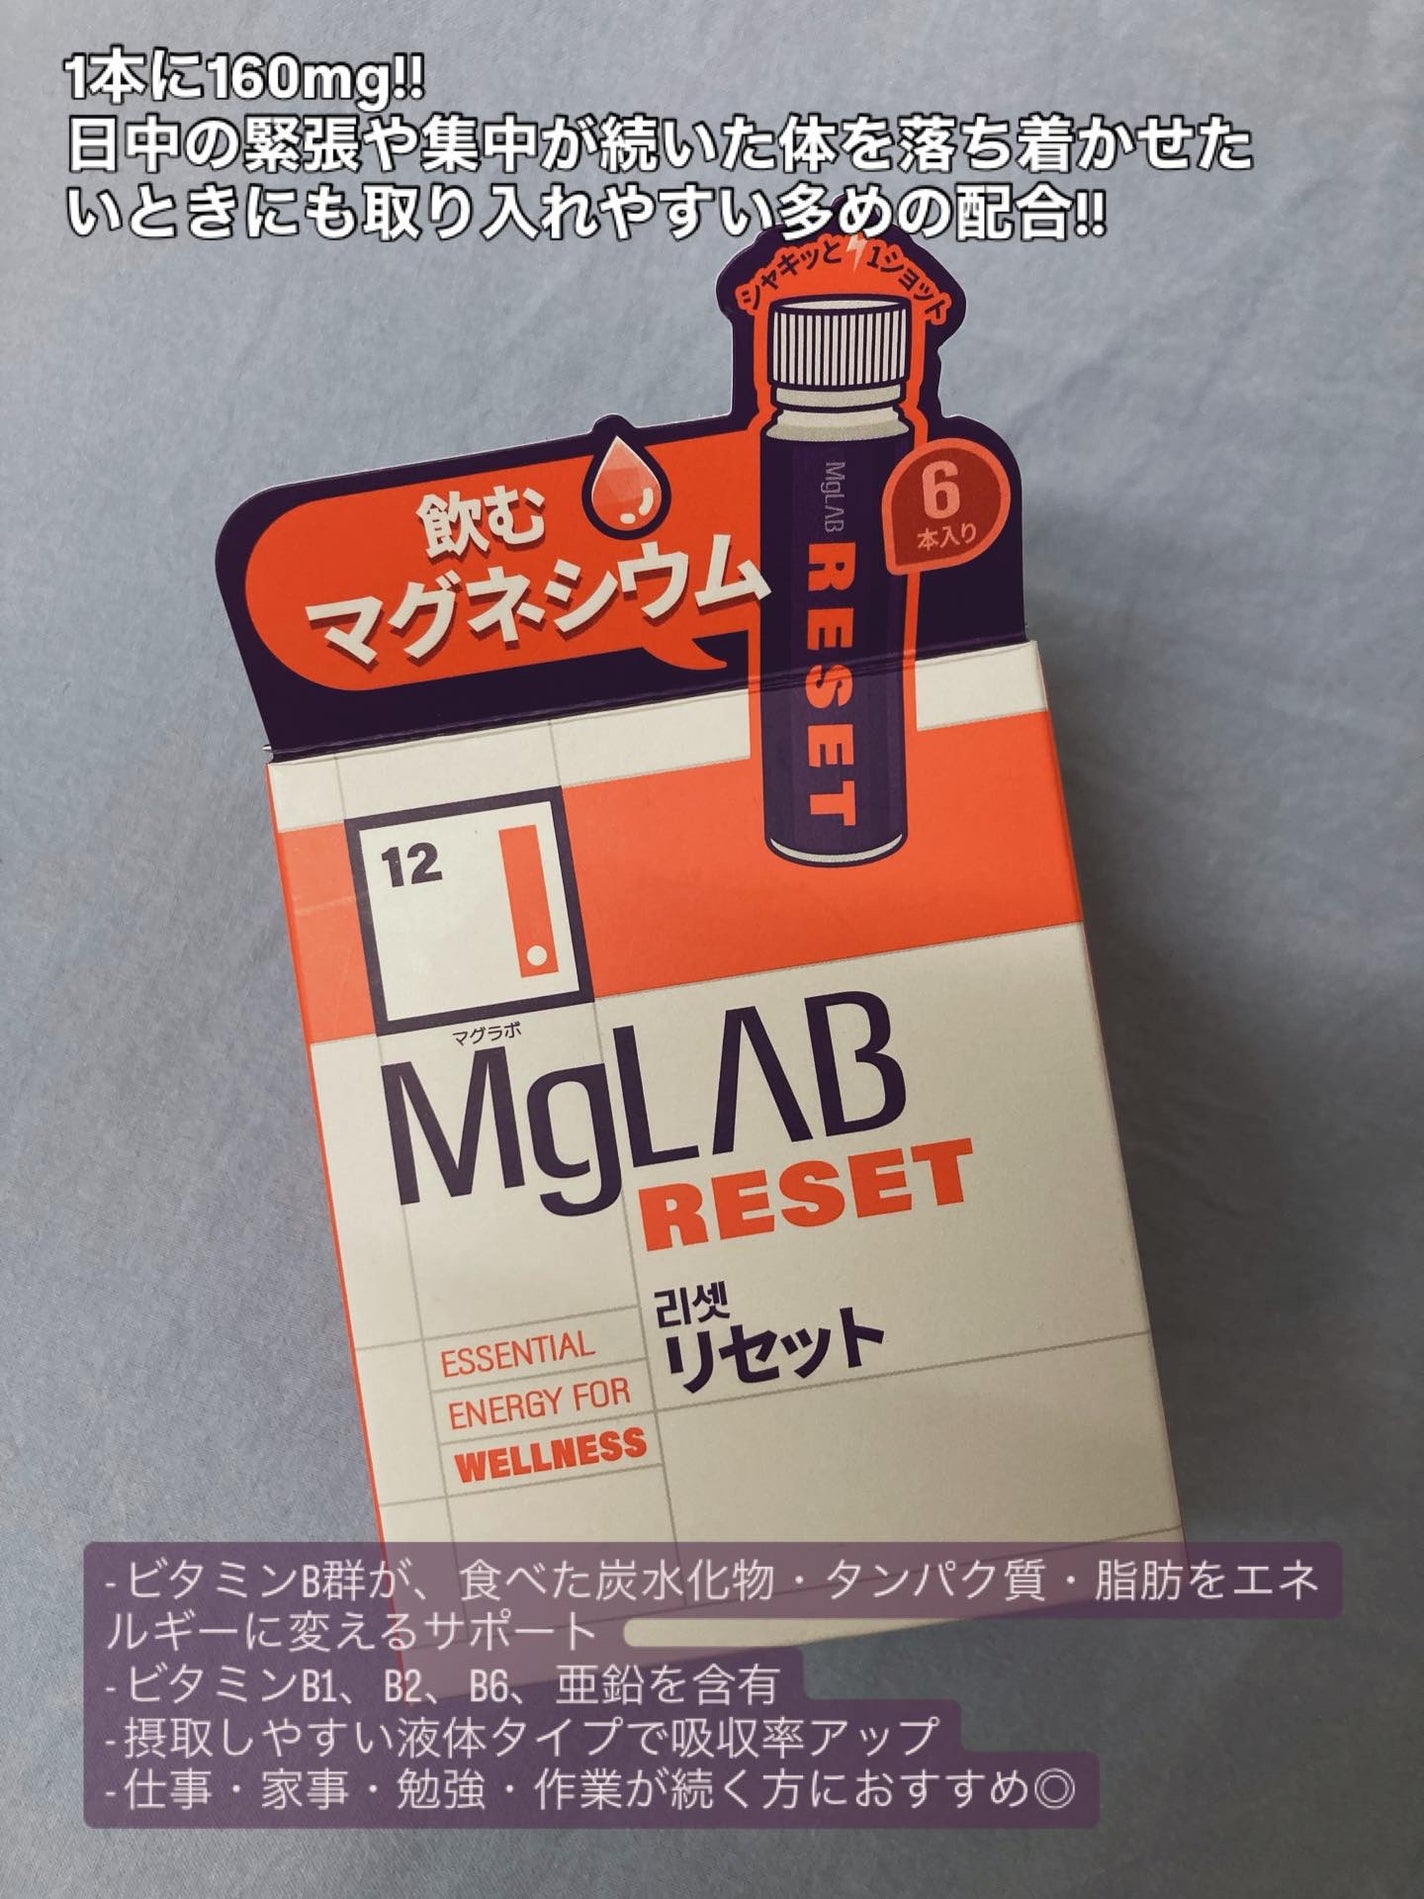 1本に160mg!!
日中の緊張や集中が続いた体を落ち着かせた
いときにも取り入れやすい多めの配合!!
シャキッと 1ショット
飲む
マグネシウム
MgLAB RESET
6
本入り
12
マグラボ
MgLAB
RESET
리셋
リセット
ESSENTIAL
ENERGY FOR
WELLNESS
-ビタミンB群が、食べた炭水化物・タンパク質・脂肪をエネ
ルギーに変えるサポート
-ビタミンB1、B2、B6、亜鉛を含有
-摂取しやすい液体タイプで吸収率アップ
-仕事・家事・勉強・作業が続く方におすすめ◎